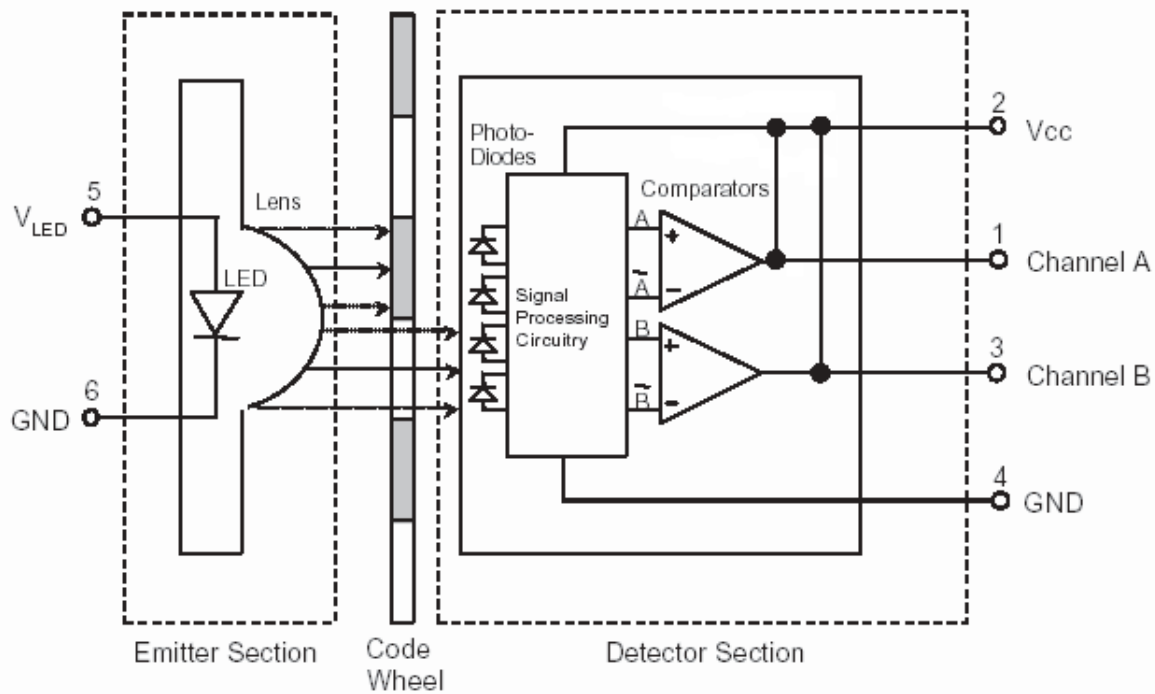 5
V LED
6
GND
LED
Lens
Photo-
Diodes
Signal
Processing
Circuitry
Comparators
A
+
~
A
−
B
+
~
B
−
2
Vcc
1
Channel A
3
Channel B
4
GND
Emitter Section
Code
Wheel
Detector Section